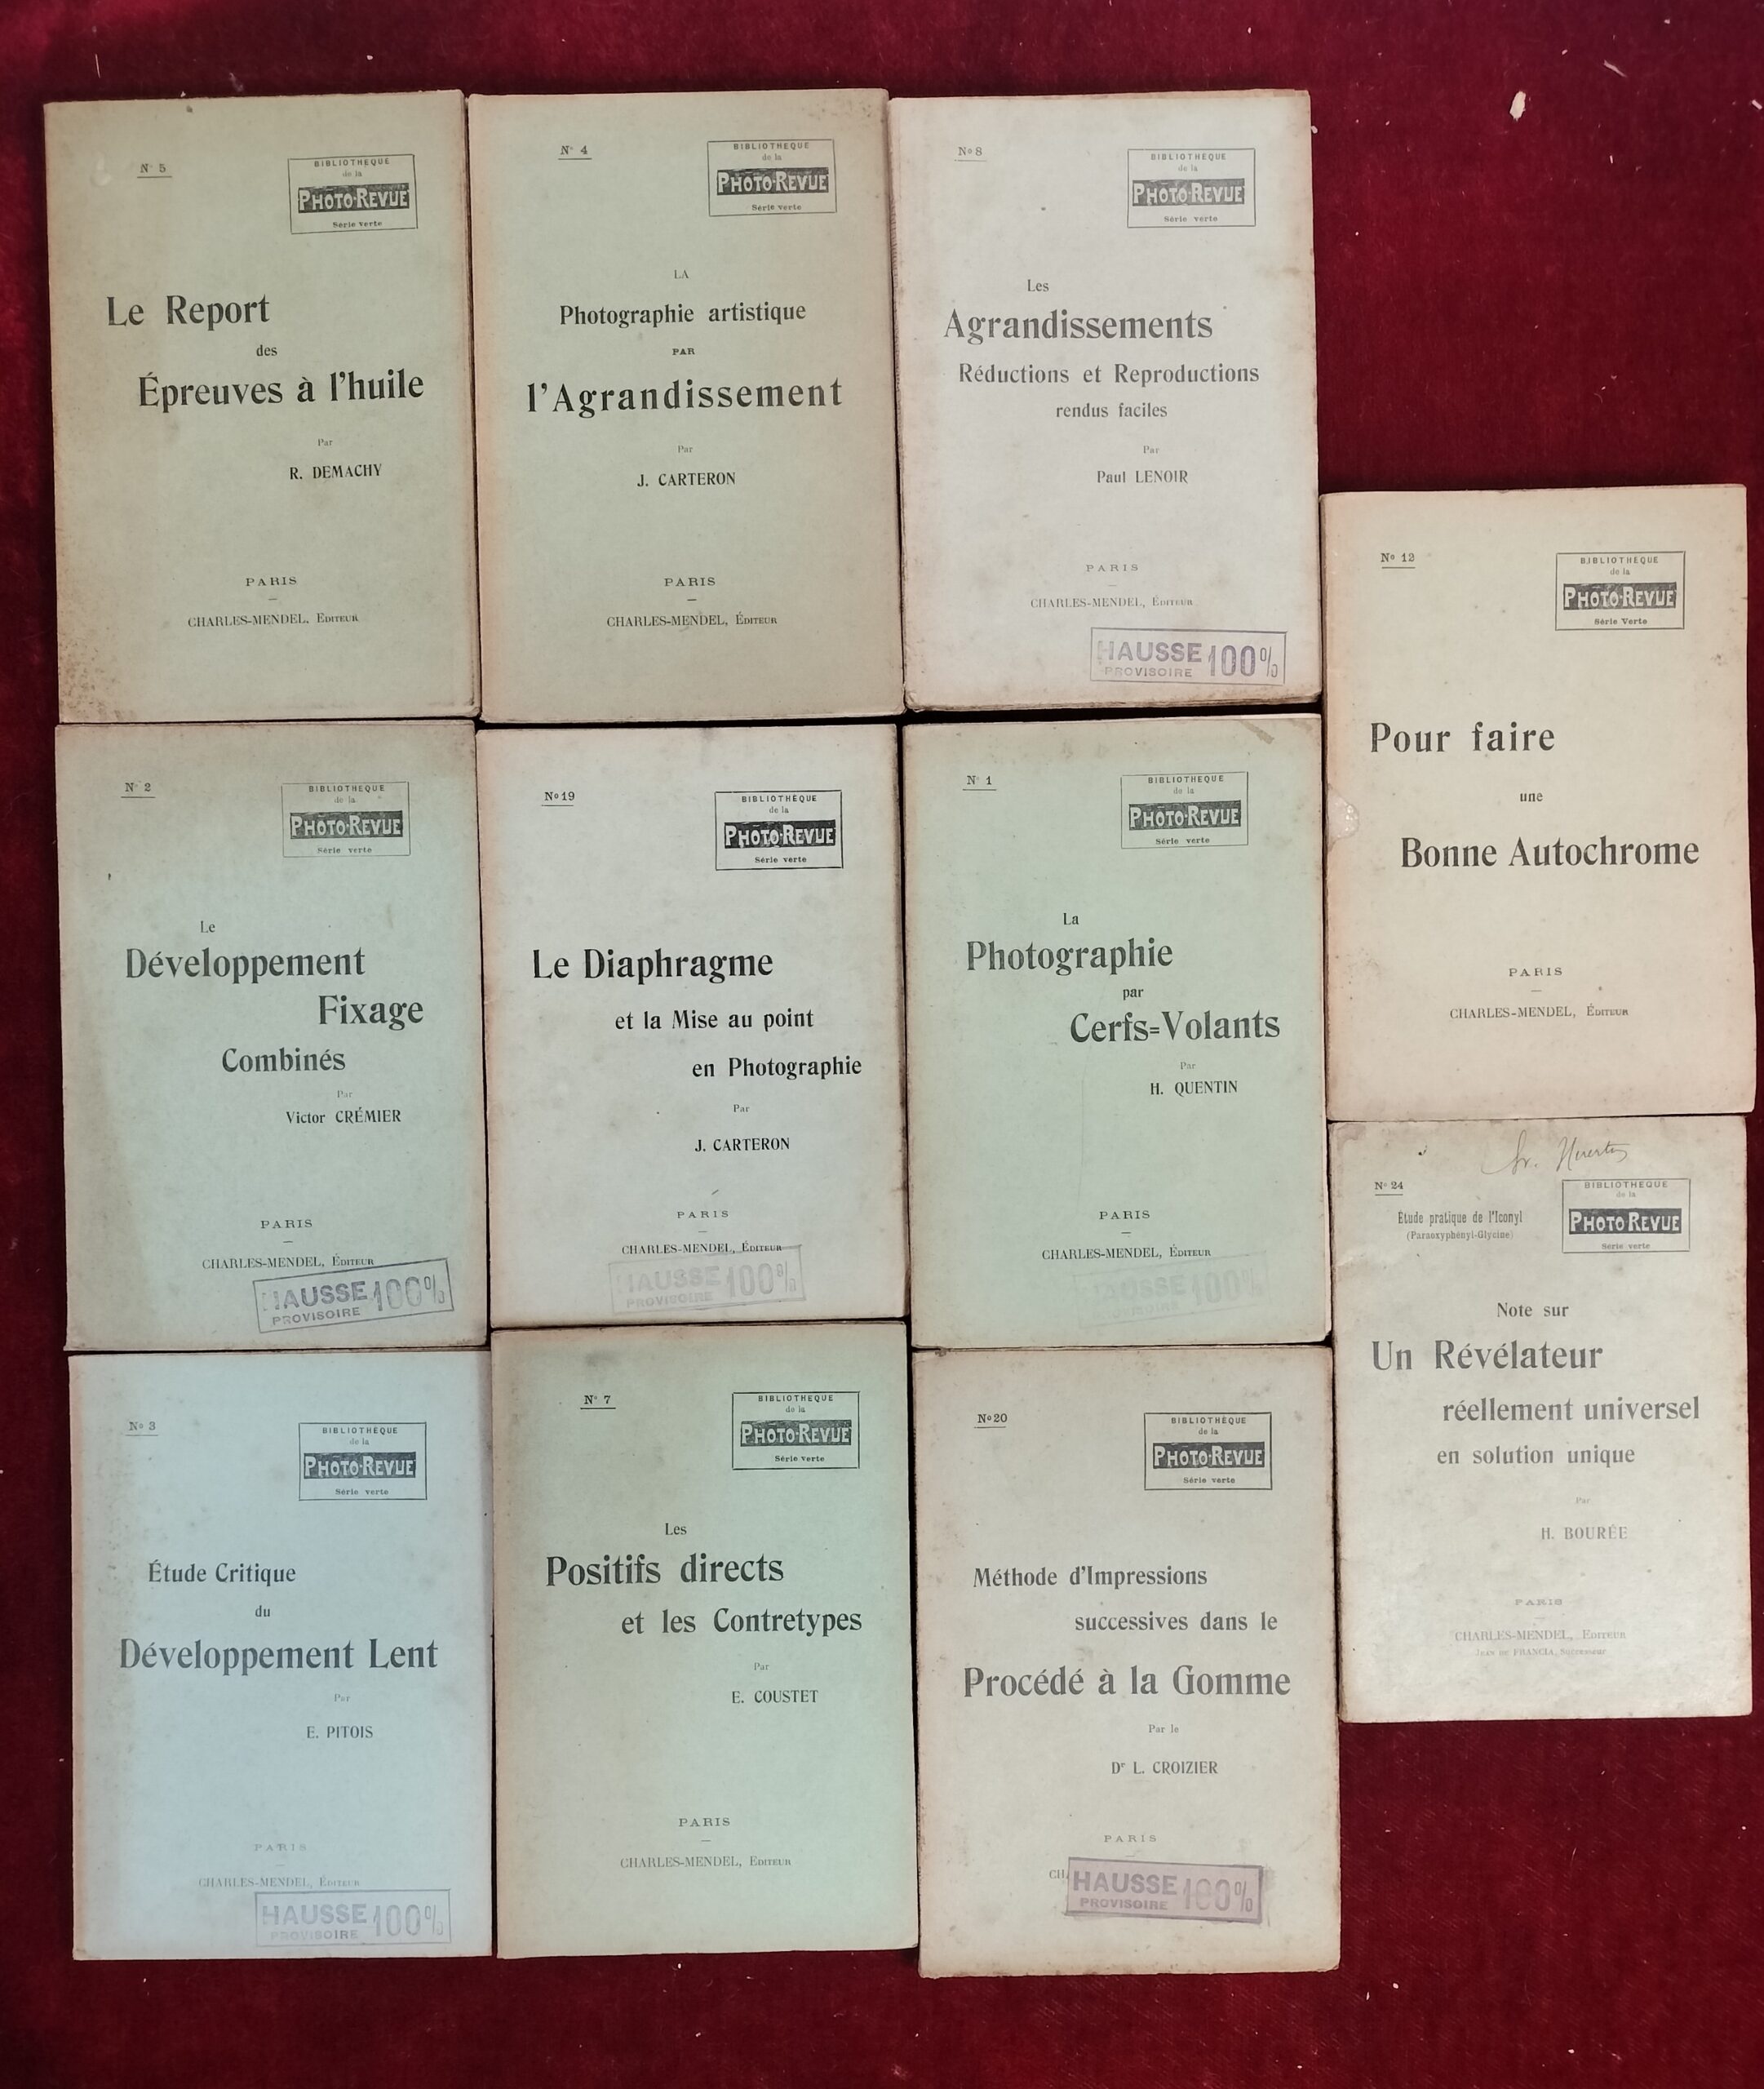 N° 5
BIBLIOTHÈQUE
de la
PHOTO-REVUE
Série verte
Le Report
des
Épreuves à l'huile
Par
R. DEMACHY
PARIS
CHARLES-MENDEL, ÉDITEUR
N° 4
BIBLIOTHÈQUE
de la
PHOTO-REVUE
Série verte
LA
Photographie artistique
PAR
l'Agrandissement
Par
J. CARTERON
PARIS
CHARLES-MENDEL, ÉDITEUR
No 8
BIBLIOTHÈQUE
de la
PHOTO-REVUE
Série verte
Les
Agrandissements
Réductions et Reproductions
rendus faciles
Par
Paul LENOIR
PARIS
CHARLES-MENDEL, ÉDITEUR
HAUSSE 100%
PROVISOIRE
No 12
BIBLIOTHÈQUE
de la
PHOTO-REVUE
Série Verte
Pour faire
une
Bonne Autochrome
PARIS
CHARLES-MENDEL, ÉDITEUR
N° 2
BIBLIOTHÈQUE
de la
PHOTO-REVUE
Série verte
Le
Développement
Fixage
Combinés
Par
Victor CRÉMIER
PARIS
CHARLES-MENDEL, ÉDITEUR
HAUSSE 100%
PROVISOIRE
No 19
BIBLIOTHÈQUE
de la
PHOTO-REVUE
Série verte
Le Diaphragme
et la Mise au point
en Photographie
Par
J. CARTERON
PARIS
CHARLES-MENDEL, ÉDITEUR
HAUSSE 100%
PROVISOIRE
N° 1
BIBLIOTHÈQUE
de la
PHOTO-REVUE
Série verte
La
Photographie
par
Cerfs=Volants
Par
H. QUENTIN
PARIS
CHARLES-MENDEL, ÉDITEUR
HAUSSE 100%
PROVISOIRE
N° 24
BIBLIOTHÈQUE
de la
PHOTO REVUE
Série verte
Étude pratique de l'Iconyl
(Paraoxyphényl-Glycine)
Note sur
Un Révélateur
réellement universel
en solution unique
Par
H. BOURÉE
PARIS
CHARLES-MENDEL, ÉDITEUR
JEAN DE FRANCIA, Successeur
No 3
BIBLIOTHÈQUE
de la
PHOTO-REVUE
Série verte
Étude Critique
du
Développement Lent
Par
E. PITOIS
PARIS
CHARLES-MENDEL, ÉDITEUR
HAUSSE 100%
PROVISOIRE
N° 7
BIBLIOTHÈQUE
de la
PHOTO-REVUE
Série verte
Les
Positifs directs
et les Contretypes
Par
E. COUSTET
PARIS
CHARLES-MENDEL, ÉDITEUR
No 20
BIBLIOTHÈQUE
de la
PHOTO-REVUE
Série verte
Méthode d'Impressions
successives dans le
Procédé à la Gomme
Par le
Dr L. CROIZIER
PARIS
CH
HAUSSE 100%
PROVISOIRE